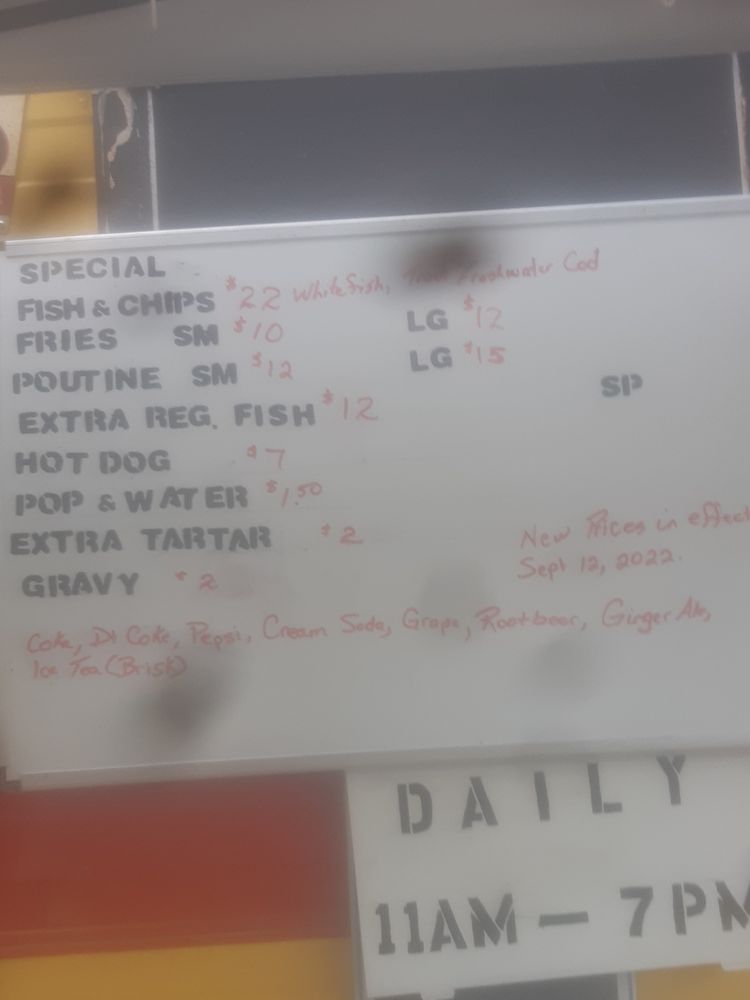 SPECIAL
FISH & CHIPS $22 Whitefish, Freshwater Cod
FRIES SM $10 LG $12
POUTINE SM $12 LG $15
SP
EXTRA REG. FISH $12
HOT DOG $7
POP & WATER $1.50
EXTRA TARTAR $2
New Prices in effect
Sept 12, 2022.
GRAVY $2
Coke, Di Coke, Pepsi, Cream Soda, Grape, Rootbeer, Ginger Ale,
Ice Tea (Brisk)
DAILY
11AM — 7PM